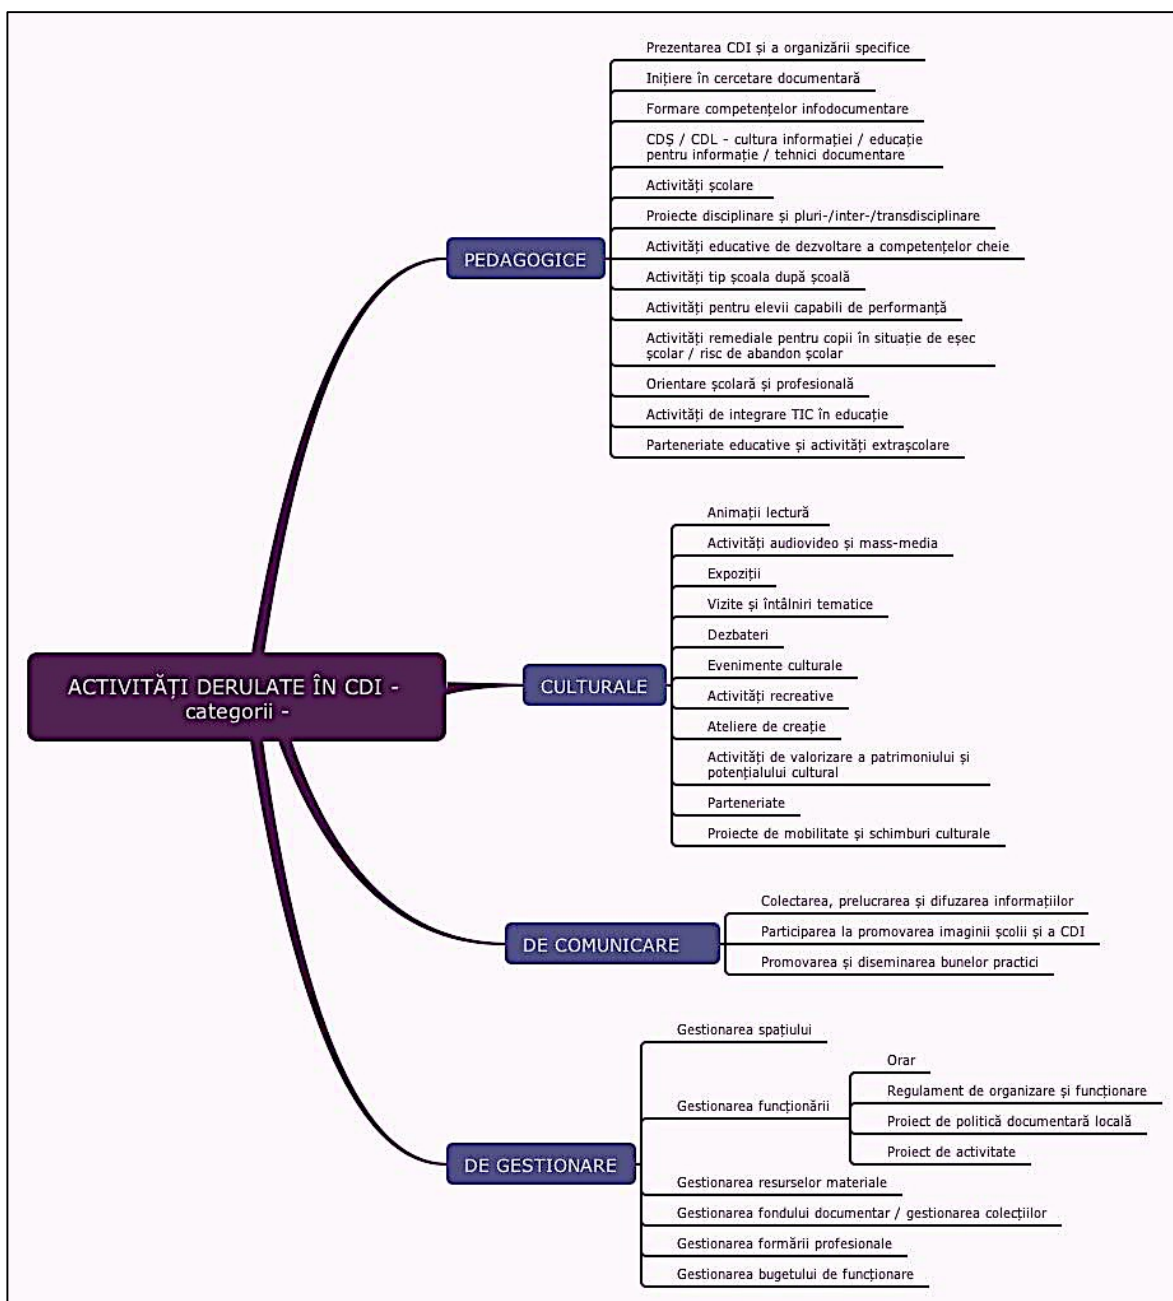 ACTIVITĂȚI DERULATE ÎN CDI -
categorii -
PEDAGOGICE
Prezentarea CDI și a organizării specifice
Inițiere în cercetare documentară
Formare competențelor infodocumentare
CDȘ / CDL - cultura informației / educație
pentru informație / tehnici documentare
Activități școlare
Proiecte disciplinare și pluri-/inter-/transdisciplinare
Activități educative de dezvoltare a competențelor cheie
Activități tip școala după școală
Activități pentru elevii capabili de performanță
Activități remediale pentru copii în situație de eșec
școlar / risc de abandon școlar
Orientare școlară și profesională
Activități de integrare TIC în educație
Parteneriate educative și activități extrașcolare
CULTURALE
Animații lectură
Activități audiovideo și mass-media
Expoziții
Vizite și întâlniri tematice
Dezbateri
Evenimente culturale
Activități recreative
Ateliere de creație
Activități de valorizare a patrimoniului și
potențialului cultural
Parteneriate
Proiecte de mobilitate și schimburi culturale
DE COMUNICARE
Colectarea, prelucrarea și difuzarea informațiilor
Participarea la promovarea imaginii școlii și a CDI
Promovarea și diseminarea bunelor practici
DE GESTIONARE
Gestionarea spațiului
Gestionarea funcționării
Orar
Regulament de organizare și funcționare
Proiect de politică documentară locală
Proiect de activitate
Gestionarea resurselor materiale
Gestionarea fondului documentar / gestionarea colecțiilor
Gestionarea formării profesionale
Gestionarea bugetului de funcționare